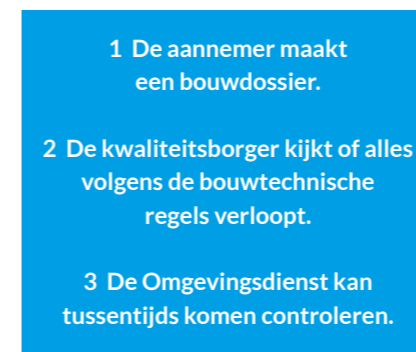 1 De aannemer maakt
een bouwdossier.
2 De kwaliteitsborger kijkt of alles
volgens de bouwtechnische
regels verloopt.
3 De Omgevingsdienst kan
tussentijds komen controleren.